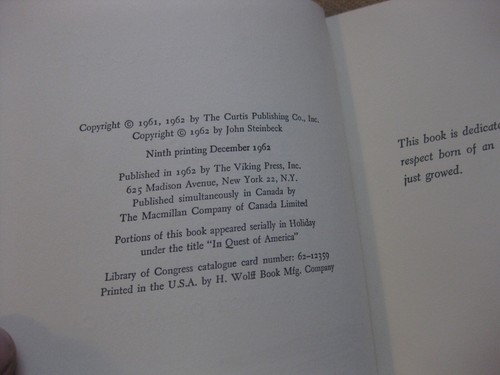 Copyright © 1961, 1962 by The Curtis Publishing Co., Inc.
Copyright © 1962 by John Steinbeck
Ninth printing December 1962
Published in 1962 by The Viking Press, Inc.
625 Madison Avenue, New York 22, N.Y.
Published simultaneously in Canada by
The Macmillan Company of Canada Limited
Portions of this book appeared serially in Holiday
under the title "In Quest of America"
Library of Congress catalogue card number: 62-12359
Printed in the U.S.A. by H. Wolff Book Mfg. Company
This book is dedicate
respect born of an
just growed.